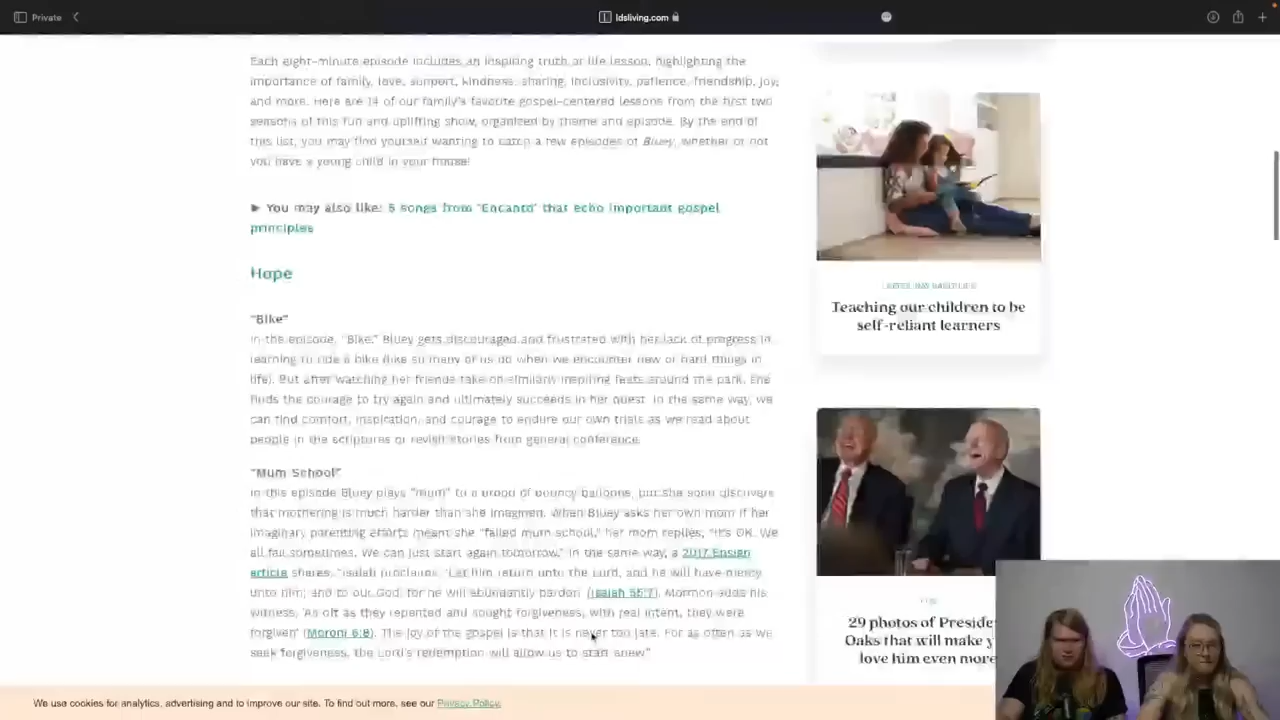 Private
ldsliving.com
Each eight-minute episode includes an inspiring truth or life lesson, highlighting the
importance of family, love, support, kindness, sharing, inclusivity, patience, friendship, joy,
and more. Here are 14 of our family's favorite gospel-centered lessons from the first two
seasons of this fun and uplifting show, organized by theme and episode. By the end of
this list, you may find yourself wanting to catch a few episodes of Bluey, whether or not
you have a young child in your house!
► You may also like: 5 songs from "Encanto" that echo important gospel
principles
Hope
"Bike"
In the episode, "Bike," Bluey gets discouraged and frustrated with her lack of progress in
learning to ride a bike (like so many of us do when we encounter new or hard things in
life). But after watching her friends take on similarly inspiring feats around the park, she
finds the courage to try again and ultimately succeeds in her quest. In the same way, we
can find comfort, inspiration, and courage to endure our own trials as we read about
people in the scriptures or revisit stories from general conference.
"Mum School"
In this episode Bluey plays "mum" to a brood of bouncy balloons, but she soon discovers
that mothering is much harder than she imagined. When Bluey asks her own mom if her
imaginary parenting efforts meant she "failed mum school," her mom replies, "It's OK. We
all fail sometimes. We can just start again tomorrow." In the same way, a 2017 Ensign
article shares, "Isaiah proclaims, 'Let him return unto the Lord, and he will have mercy
unto him; and to our God, for he will abundantly pardon' (Isaiah 55:7). Mormon adds his
witness, 'As oft as they repented and sought forgiveness, with real intent, they were
forgiven' (Moroni 6:8). The joy of the gospel is that it is never too late. For as often as we
seek forgiveness, the Lord's redemption will allow us to start anew"
Teaching our children to be
self-reliant learners
29 photos of
Oaks that will make
love him even more
We use cookies for analytics, advertising and to improve our site. To find out more, see our Privacy Policy.